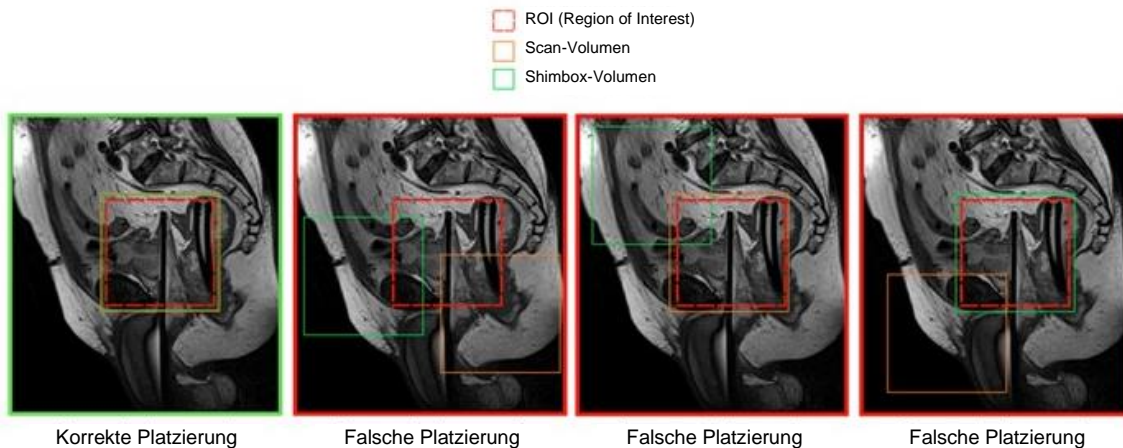 ROI (Region of Interest)
Scan-Volumen
Shimbox-Volumen
Korrekte Platzierung
Falsche Platzierung
Falsche Platzierung
Falsche Platzierung